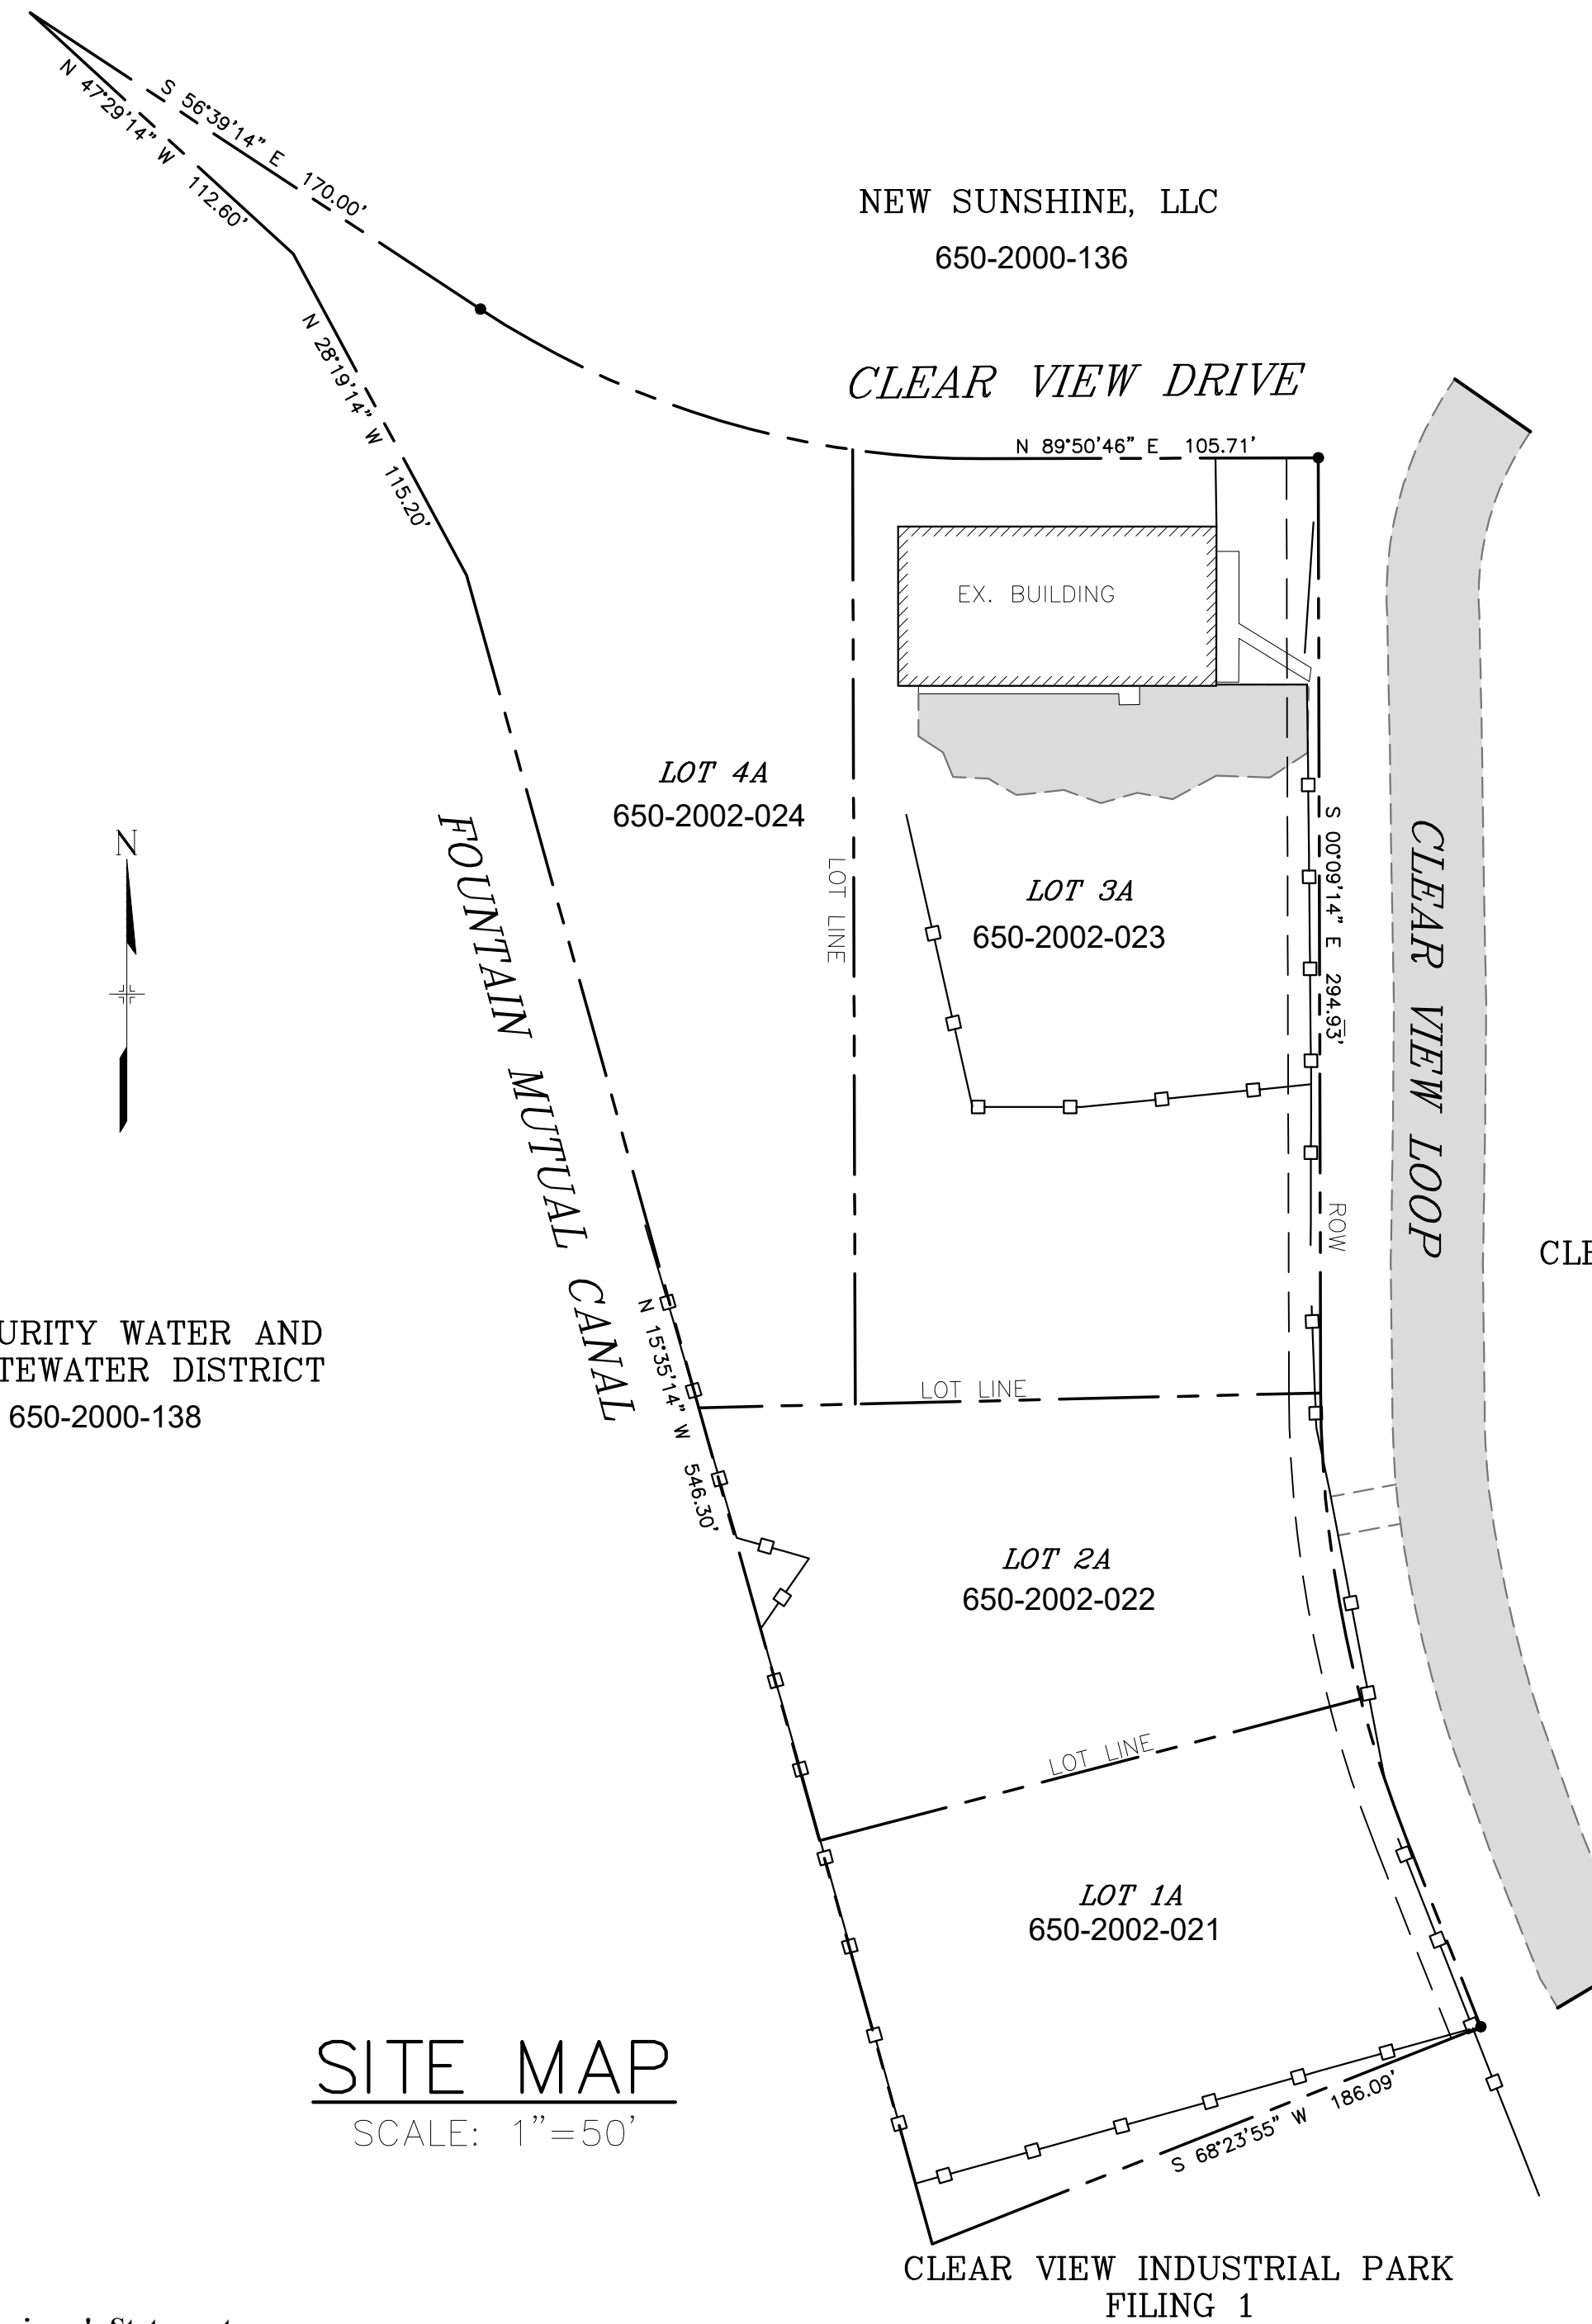 S 56°39'14" E 170.00'
N 47°29'14" W 112.60'
NEW SUNSHINE, LLC
650-2000-136
N 28°19'14" W 115.20'
CLEAR VIEW DRIVE
N 89°50'46" E 105.71'
EX. BUILDING
LOT 4A
650-2002-024
LOT LINE
LOT 3A
650-2002-023
S 00°09'14" E 294.93'
CLEAR VIEW LOOP
N
FOUNTAIN MUTUAL CANAL
ROW
CLE
URITY WATER AND
TEWATER DISTRICT
650-2000-138
N 15°35'14" W 546.30'
LOT LINE
LOT 2A
650-2002-022
LOT LINE
LOT 1A
650-2002-021
SITE MAP
SCALE: 1"=50'
S 68°23'55" W 186.09'
CLEAR VIEW INDUSTRIAL PARK
FILING 1